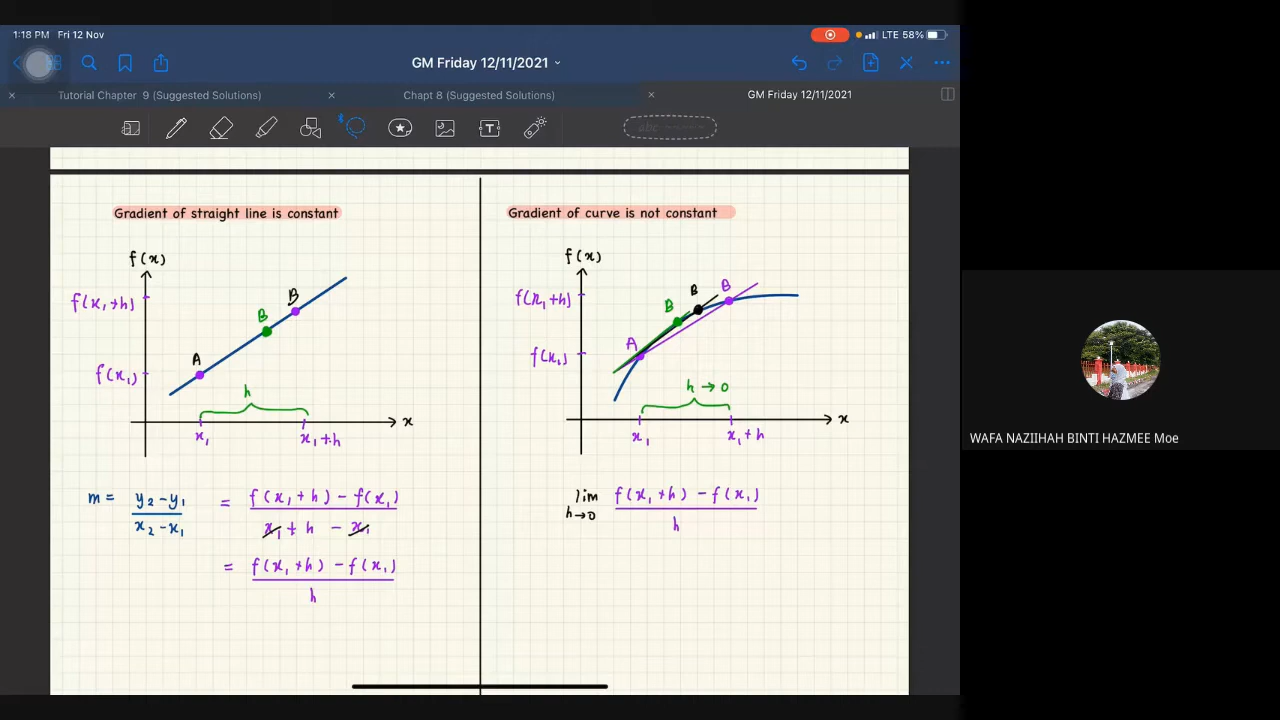 1:18 PM Fri 12 Nov
LTE 58%
GM Friday 12/11/2021
Tutorial Chapter 9 (Suggested Solutions)
Chapt 8 (Suggested Solutions)
GM Friday 12/11/2021
T
abc
Gradient of straight line is constant
f(x)
f(x₁+h)
B
B
A
f(x₁)
h
x
x₁
x₁+h
m = y₂-y₁ / x₂-x₁ = f(x₁+h) - f(x₁) / x₁ + h - x₁
= f(x₁+h) - f(x₁) / h
Gradient of curve is not constant
f(x)
f(x₁+h)
B
B
B
A
f(x₁)
h → 0
x
x₁
x₁+h
lim h→0 f(x₁+h) - f(x₁) / h
WAFA NAZIIHAH BINTI HAZMEE Moe